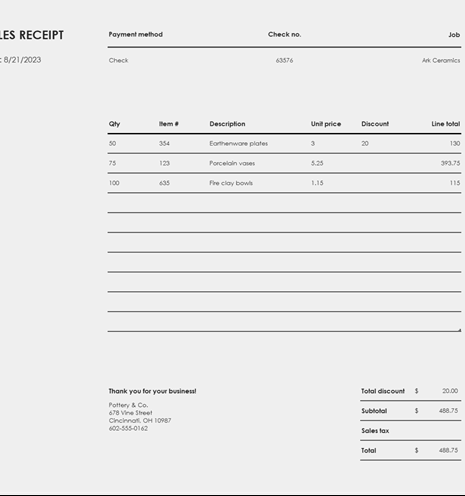 LES RECEIPT
: 8/21/2023
Payment method Check no. Job
Check 63576 Ark Ceramics
Qty Item # Description Unit price Discount Line total
50 354 Earthenware plates 3 20 130
75 123 Porcelain vases 5.25 393.75
100 635 Fire clay bowls 1.15 115
Thank you for your business!
Pottery & Co.
678 Vine Street
Cincinnati, OH 10987
602-555-0162
Total discount $ 20.00
Subtotal $ 488.75
Sales tax
Total $ 488.75